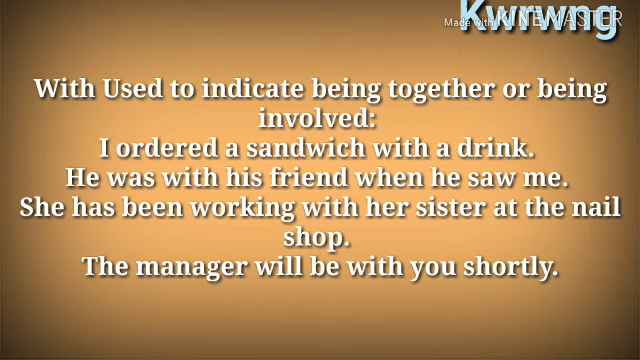 Kwrwng
Made with KINEMASTER
With Used to indicate being together or being
involved:
I ordered a sandwich with a drink.
He was with his friend when he saw me.
She has been working with her sister at the nail
shop.
The manager will be with you shortly.